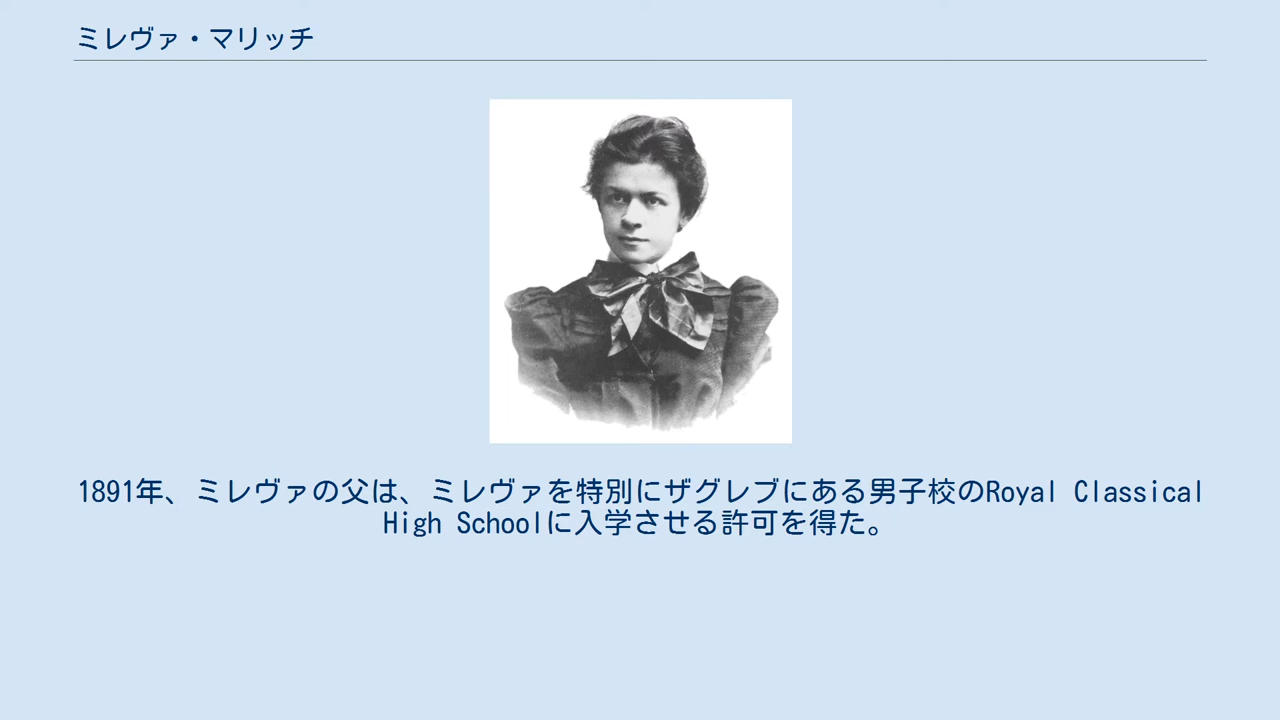 ミレヴァ・マリッチ
1891年、ミレヴァの父は、ミレヴァを特別にザグレブにある男子校のRoyal Classical
High Schoolに入学させる許可を得た。